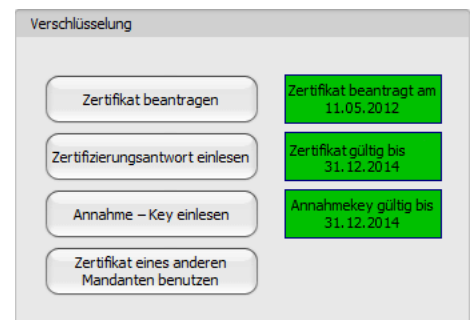 Verschlüsselung
Zertifikat beantragen
Zertifikat beantragt am
11.05.2012
Zertifizierungsantwort einlesen
Zertifikat gültig bis
31.12.2014
Annahme – Key einlesen
Annahmekey gültig bis
31.12.2014
Zertifikat eines anderen
Mandanten benutzen